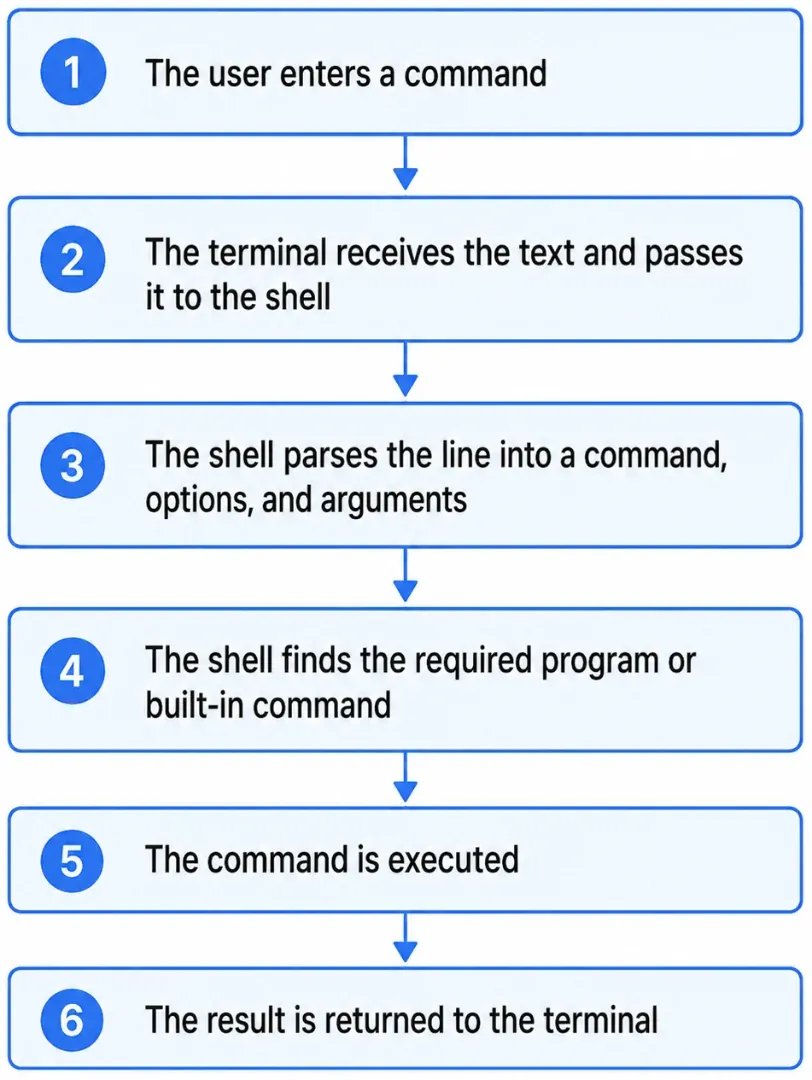 1
The user enters a command
2
The terminal receives the text and passes
it to the shell
3
The shell parses the line into a command,
options, and arguments
4
The shell finds the required program or
built-in command
5
The command is executed
6
The result is returned to the terminal